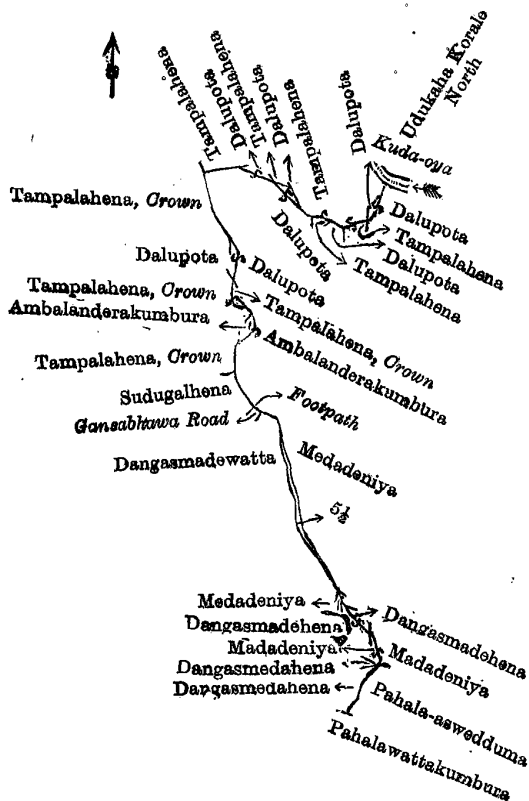 Tampalahena
Dalupota
Tampalahena
Dalupota,
Dalupota
Tampalahena
Dalupota
Kuda-oya
Udukaha Korale
North
Tampalahena, Crown
Dalupota
Dalupota
Tampalahena
Dalupota
Tampalahena
Dalupota
Dalupota
Tampalahena, Crown
Tampalahena, Crown
Ambalanderakumbura
Ambalanderakumbura
Tampalahena, Crown
Sudugalhena
Footpath
Gansabhawa Road
Dangasmadewatta
Medadeniya
5½
Medadeniya
Dangasmadehena
Dangasmadehena
Madadeniya
Madadeniya
Dangasmedahena
Dangasmedahena
Pahala-aswedduma
Pahalawattakumbura